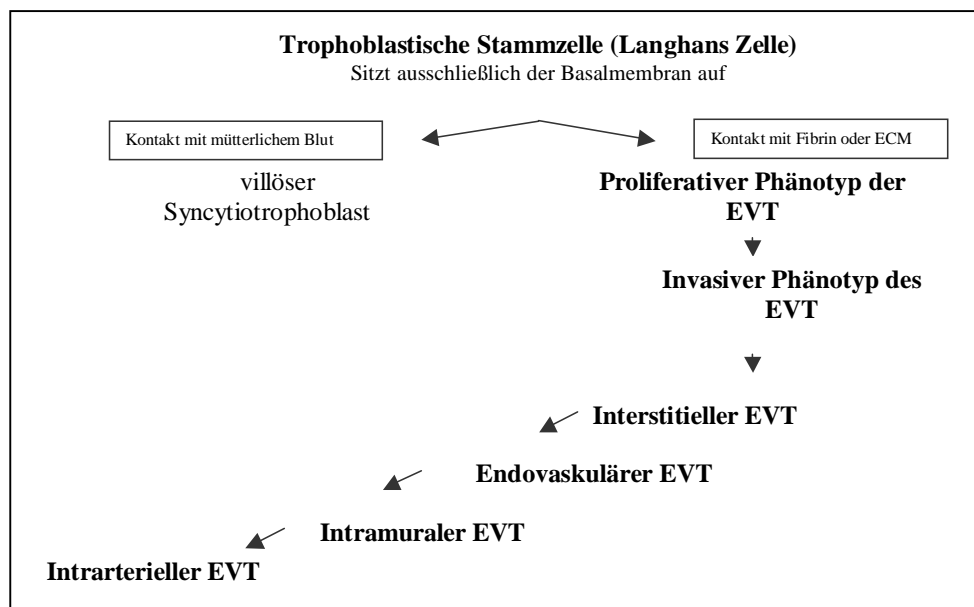 Trophoblastische Stammzelle (Langhans Zelle)
Sitzt ausschließlich der Basalmembran auf
Kontakt mit mütterlichem Blut
Kontakt mit Fibrin oder ECM
villöser
Syncytiotrophoblast
Proliferativer Phänotyp der
EVT
Invasiver Phänotyp des
EVT
Interstitieller EVT
Endovaskulärer EVT
Intramuraler EVT
Intrarterieller EVT